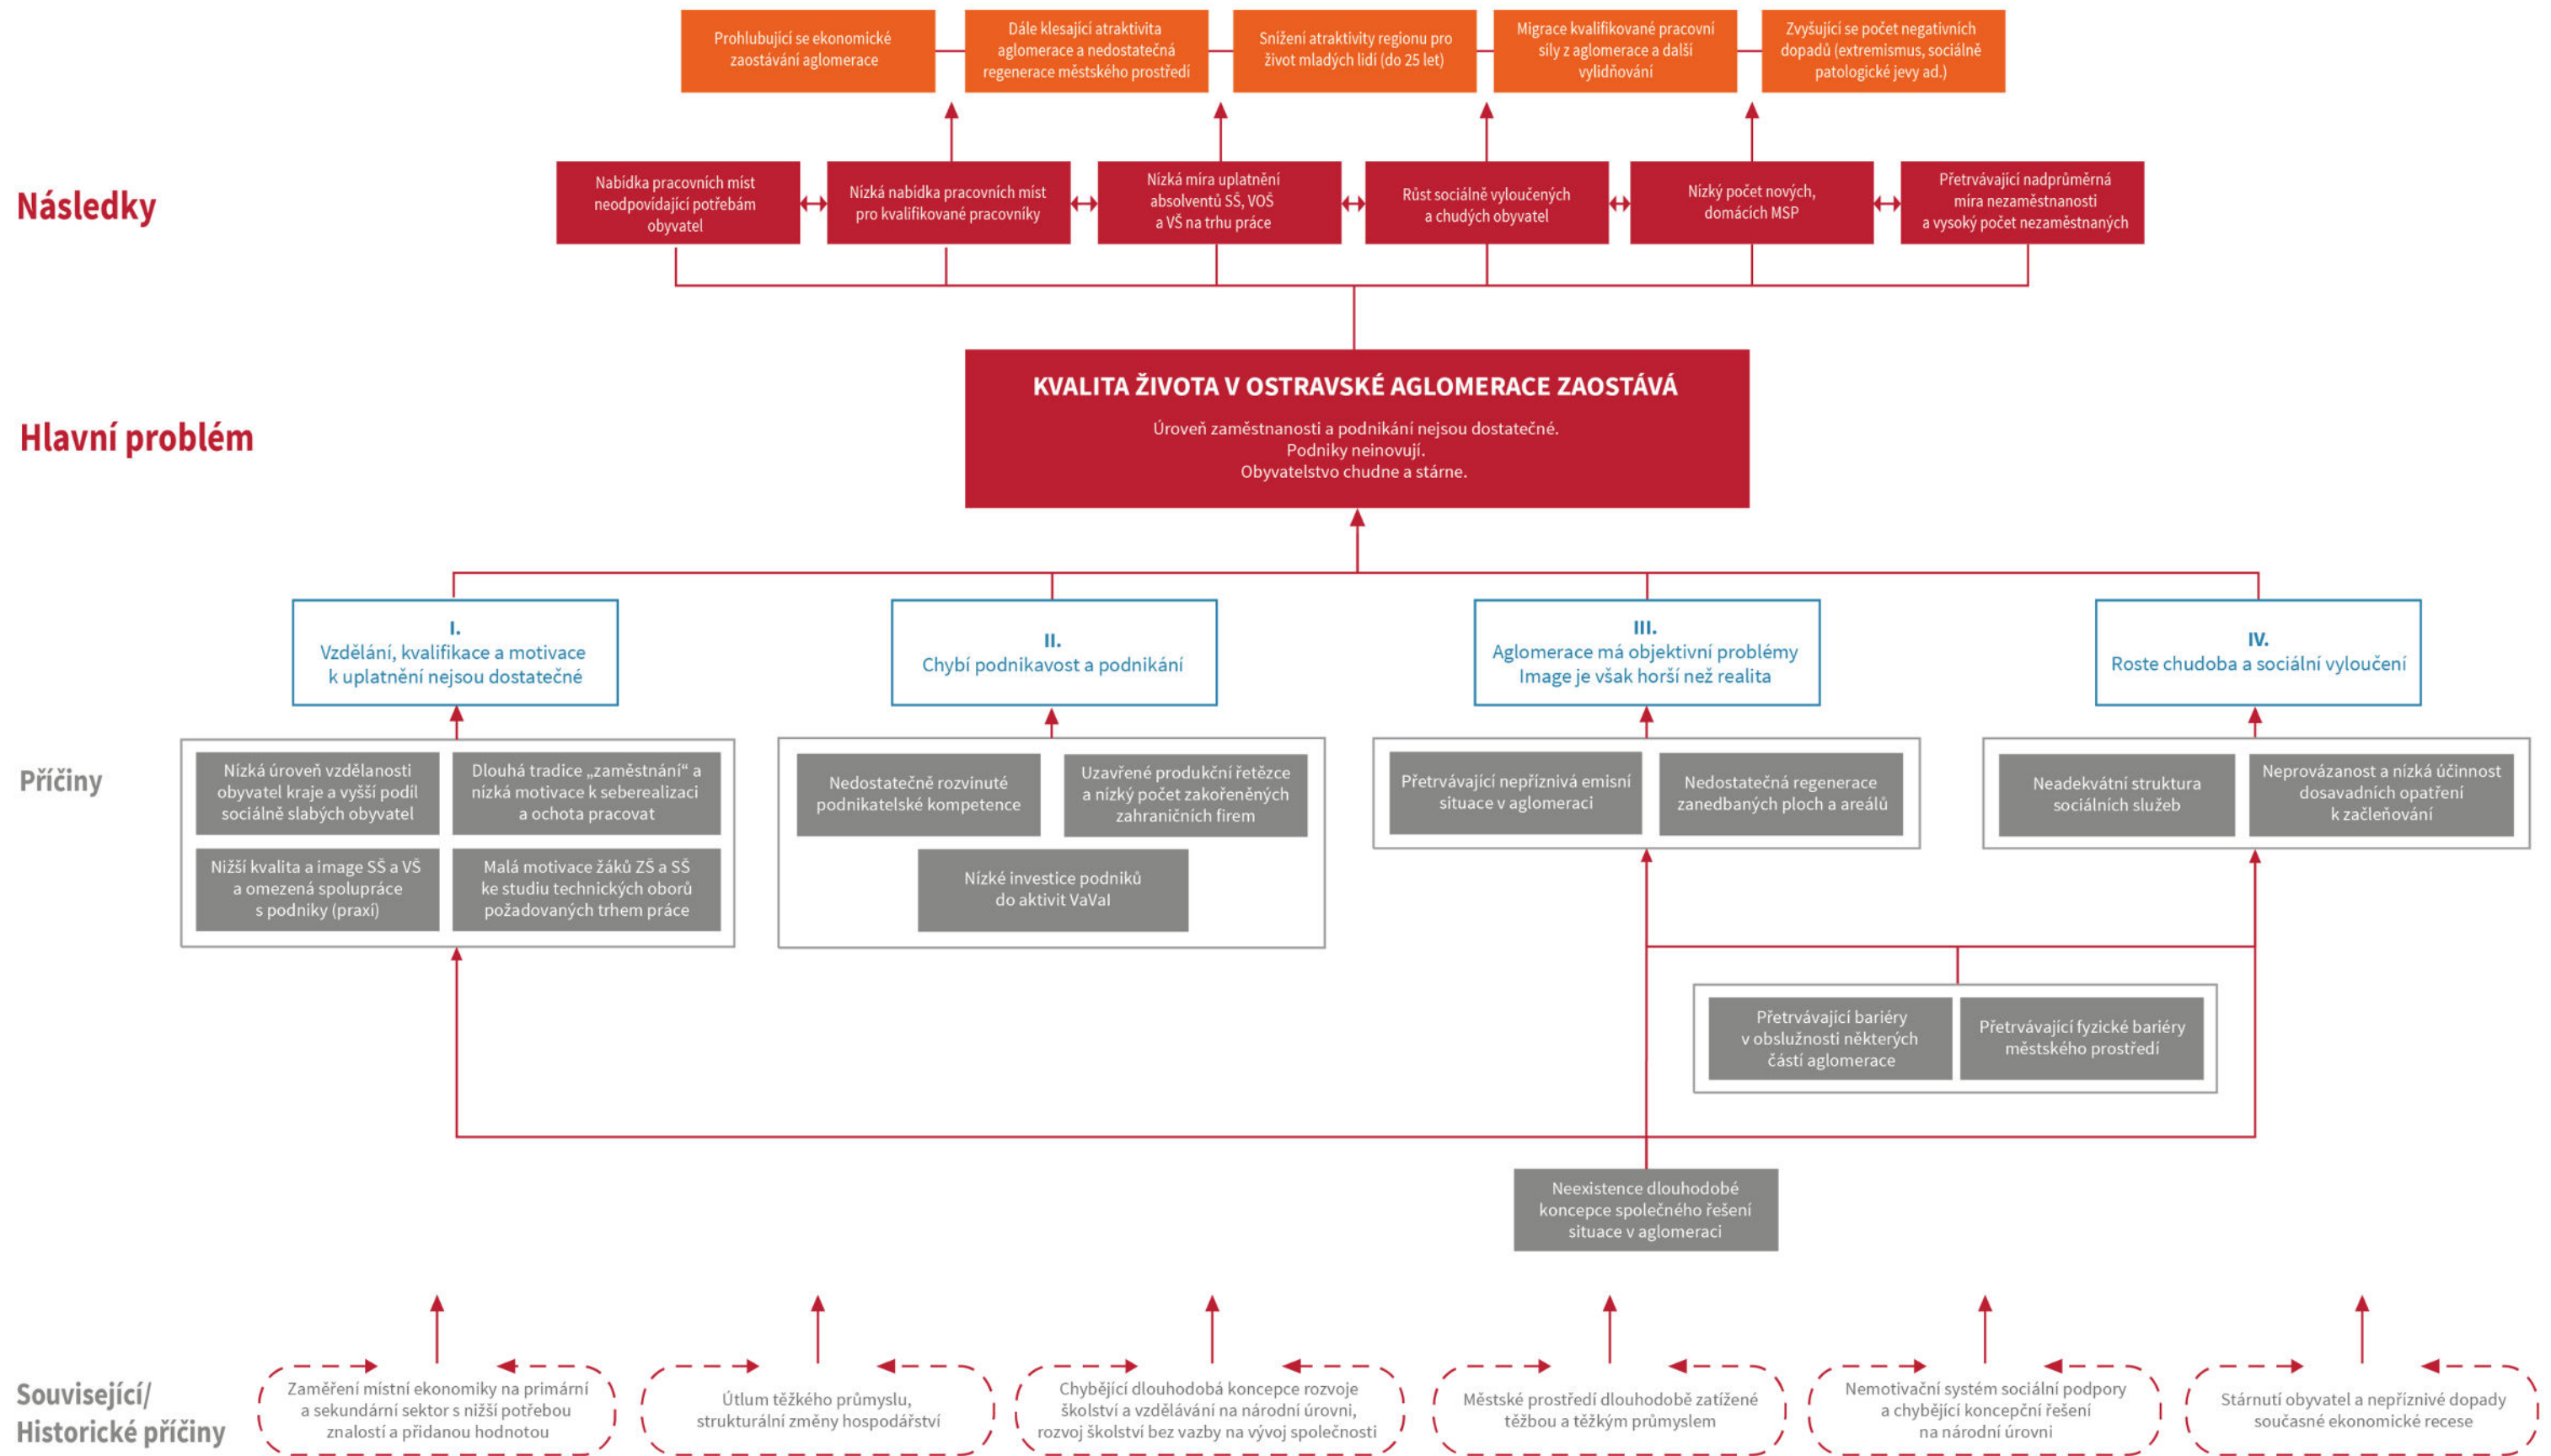 Prohlubující se ekonomické
zaostávání aglomerace
Dále klesající atraktivita
aglomerace a nedostatečná
regenerace městského prostředí
Snížení atraktivity regionu pro
život mladých lidí (do 25 let)
Migrace kvalifikované pracovní
síly z aglomerace a další
vylidňování
Zvyšující se počet negativních
dopadů (extremismus, sociálně
patologické jevy ad.)
Následky
Nabídka pracovních míst
neodpovídající potřebám
obyvatel
Nízká nabídka pracovních míst
pro kvalifikované pracovníky
Nízká míra uplatnění
absolventů SŠ, VOŠ
a VŠ na trhu práce
Růst sociálně vyloučených
a chudých obyvatel
Nízký počet nových,
domácích MSP
Přetrvávající nadprůměrná
míra nezaměstnanosti
a vysoký počet nezaměstnaných
Hlavní problém
KVALITA ŽIVOTA V OSTRAVSKÉ AGLOMERACE ZAOSTÁVÁ
Úroveň zaměstnanosti a podnikání nejsou dostatečné.
Podniky neinovují.
Obyvatelstvo chudne a stárne.
I.
Vzdělání, kvalifikace a motivace
k uplatnění nejsou dostatečné
II.
Chybí podnikavost a podnikání
III.
Aglomerace má objektivní problémy
Image je však horší než realita
IV.
Roste chudoba a sociální vyloučení
Příčiny
Nízká úroveň vzdělanosti
obyvatel kraje a vyšší podíl
sociálně slabých obyvatel
Dlouhá tradice „zaměstnání“ a
nízká motivace k seberealizaci
a ochota pracovat
Nižší kvalita a image SŠ a VŠ
a omezená spolupráce
s podniky (praxí)
Malá motivace žáků ZŠ a SŠ
ke studiu technických oborů
požadovaných trhem práce
Nedostatečně rozvinuté
podnikatelské kompetence
Uzavřené produkční řetězce
a nízký počet zakořeněných
zahraničních firem
Nízké investice podniků
do aktivit VaVaI
Přetrvávající nepříznivá emisní
situace v aglomeraci
Nedostatečná regenerace
zanedbaných ploch a areálů
Neadekvátní struktura
sociálních služeb
Neprovázanost a nízká účinnost
dosavadních opatření
k začleňování
Přetrvávající bariéry
v obslužnosti některých
částí aglomerace
Přetrvávající fyzické bariéry
městského prostředí
Neexistence dlouhodobé
koncepce společného řešení
situace v aglomeraci
Související/
Historické příčiny
Zaměření místní ekonomiky na primární
a sekundární sektor s nižší potřebou
znalostí a přidanou hodnotou
Útlum těžkého průmyslu,
strukturální změny hospodářství
Chybějící dlouhodobá koncepce rozvoje
školství a vzdělávání na národní úrovni,
rozvoj školství bez vazby na vývoj společnosti
Městské prostředí dlouhodobě zatížené
těžbou a těžkým průmyslem
Nemotivační systém sociální podpory
a chybějící koncepční řešení
na národní úrovni
Stárnutí obyvatel a nepříznivé dopady
současné ekonomické recese